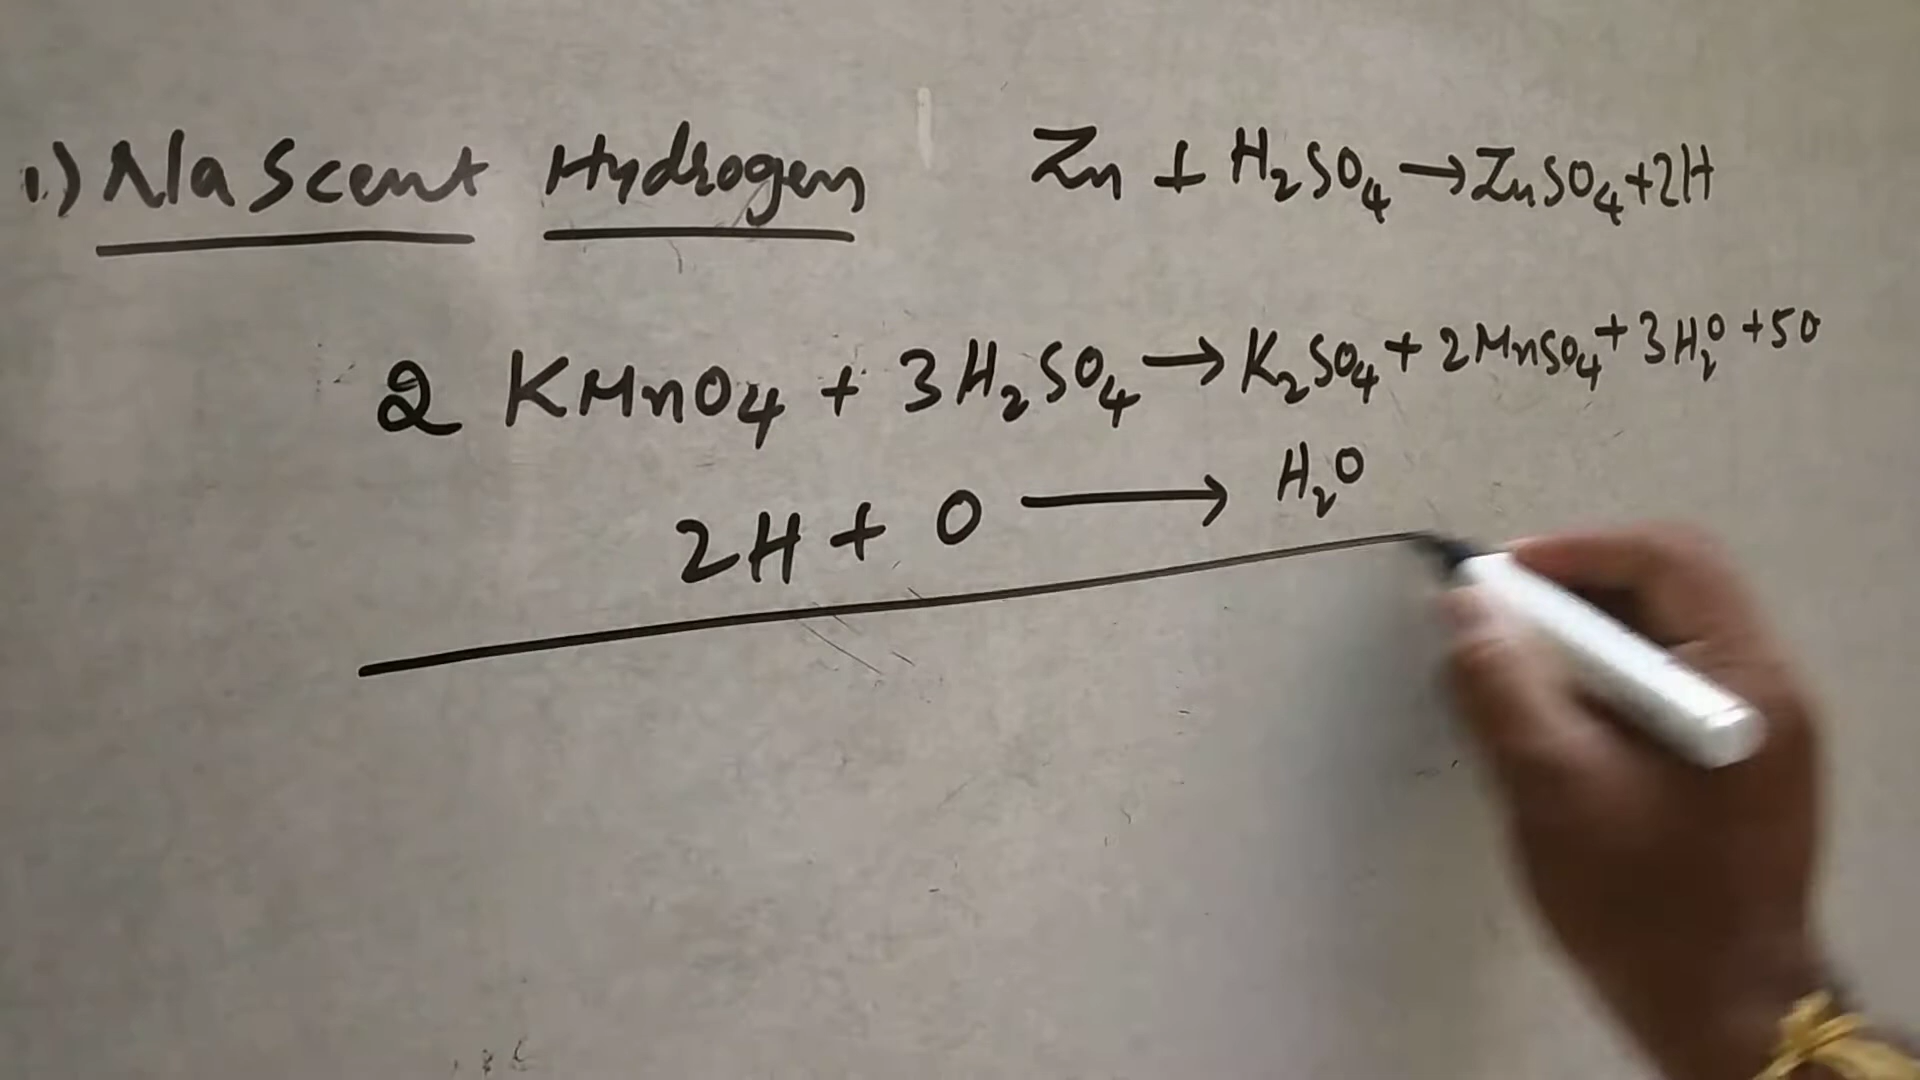 1.) Nascent Hydrogen
Zn + H₂SO₄ → ZnSO₄ + 2H
2 KMnO₄ + 3H₂SO₄ → K₂SO₄ + 2MnSO₄ + 3H₂O + 5O
2H + O → H₂O